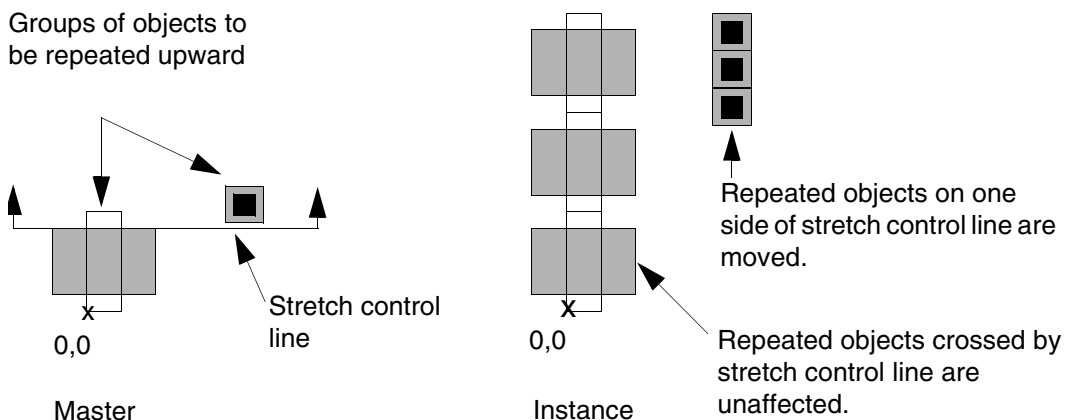 Groups of objects to
be repeated upward
Stretch control
line
x
0,0
Master
x
0,0
Instance
Repeated objects on one
side of stretch control line are
moved.
Repeated objects crossed by
stretch control line are
unaffected.